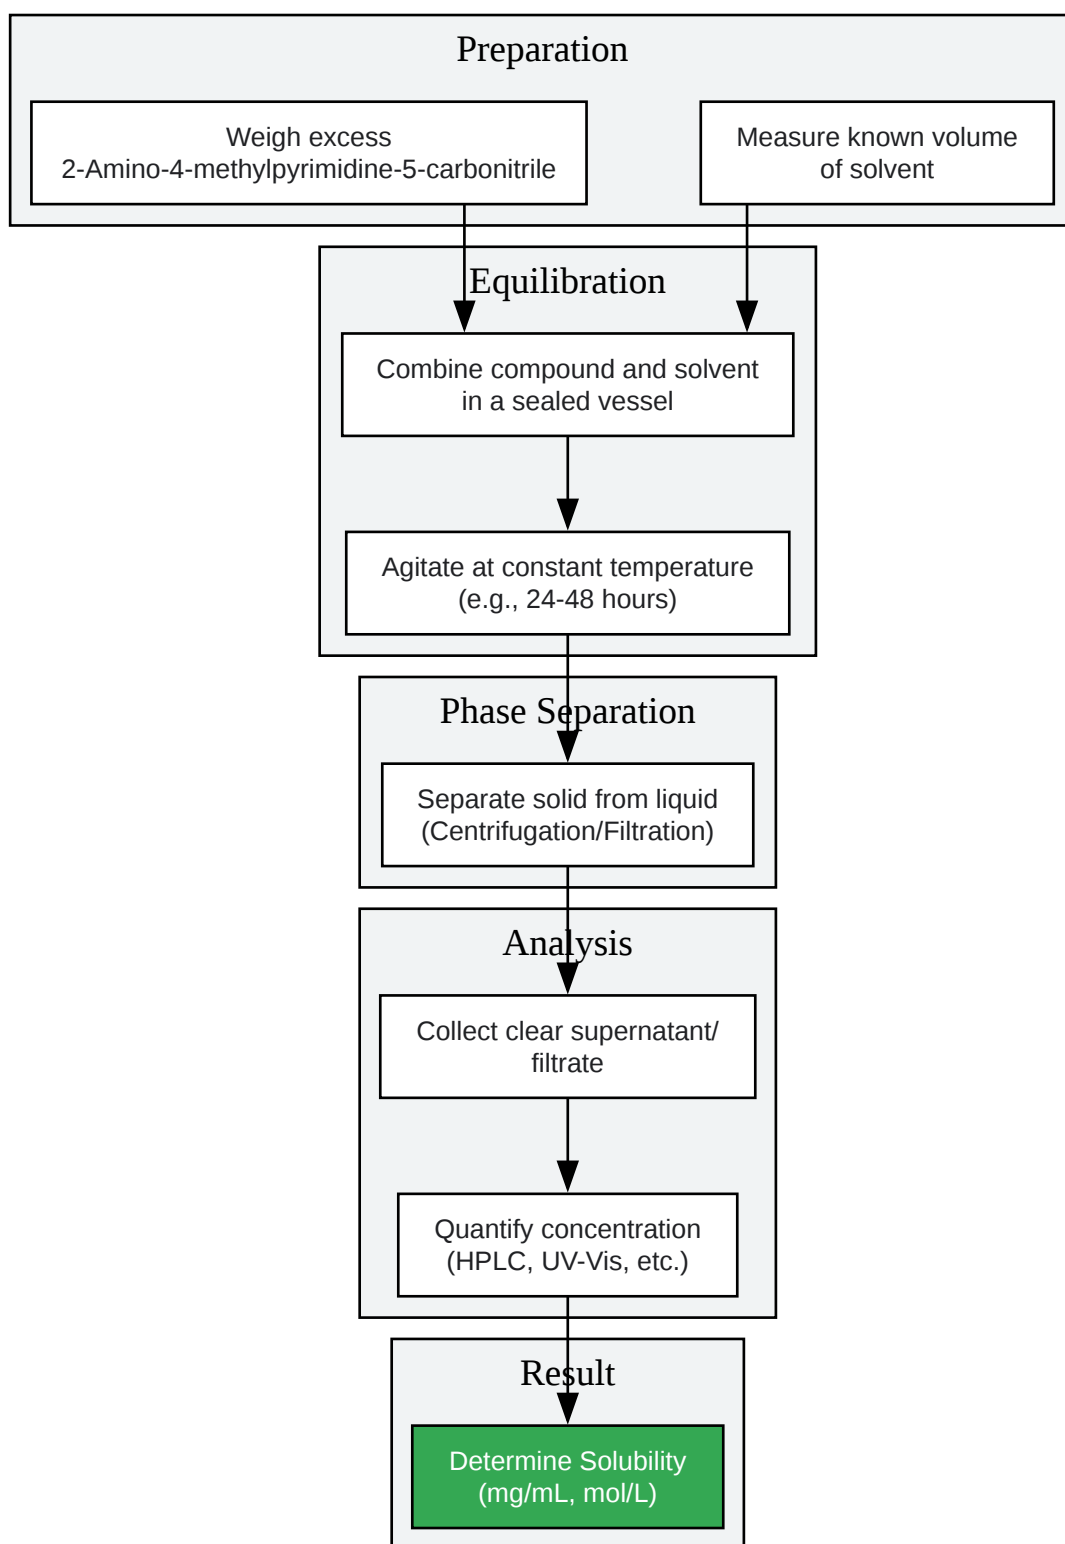 Preparation
Weigh excess
2-Amino-4-methylpyrimidine-5-carbonitrile
Measure known volume
of solvent
Equilibration
Combine compound and solvent
in a sealed vessel
Agitate at constant temperature
(e.g., 24-48 hours)
Phase Separation
Separate solid from liquid
(Centrifugation/Filtration)
Analysis
Collect clear supernatant/
filtrate
Quantify concentration
(HPLC, UV-Vis, etc.)
Result
Determine Solubility
(mg/mL, mol/L)